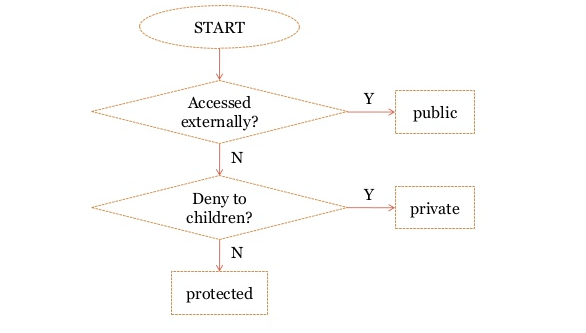 START
Accessed
externally?
Y
public
N
Deny to
children?
Y
private
N
protected